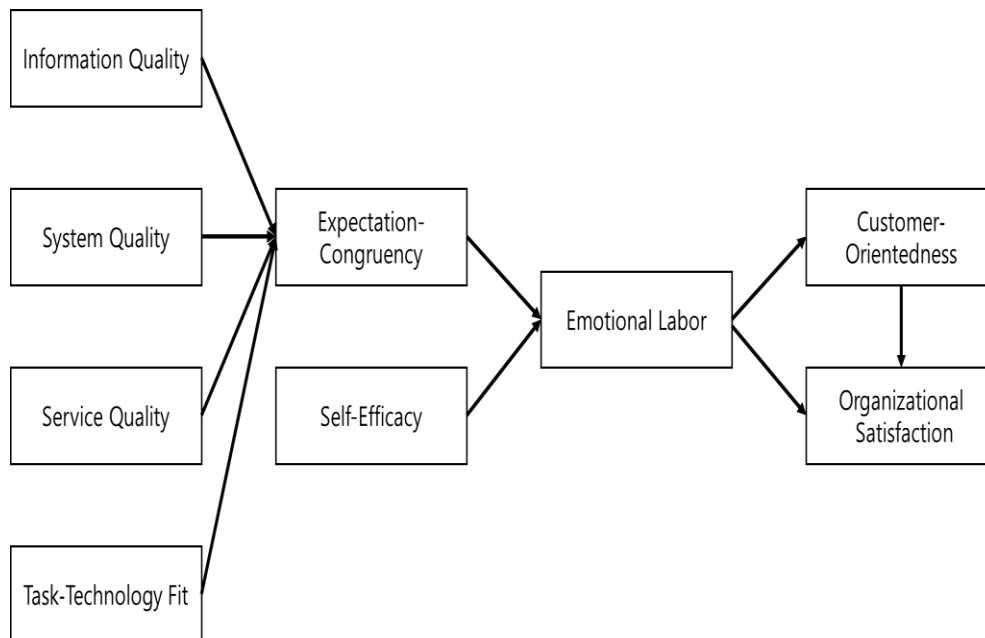 Information Quality
System Quality
Service Quality
Task-Technology Fit
Expectation-
Congruency
Self-Efficacy
Emotional Labor
Customer-
Orientedness
Organizational
Satisfaction